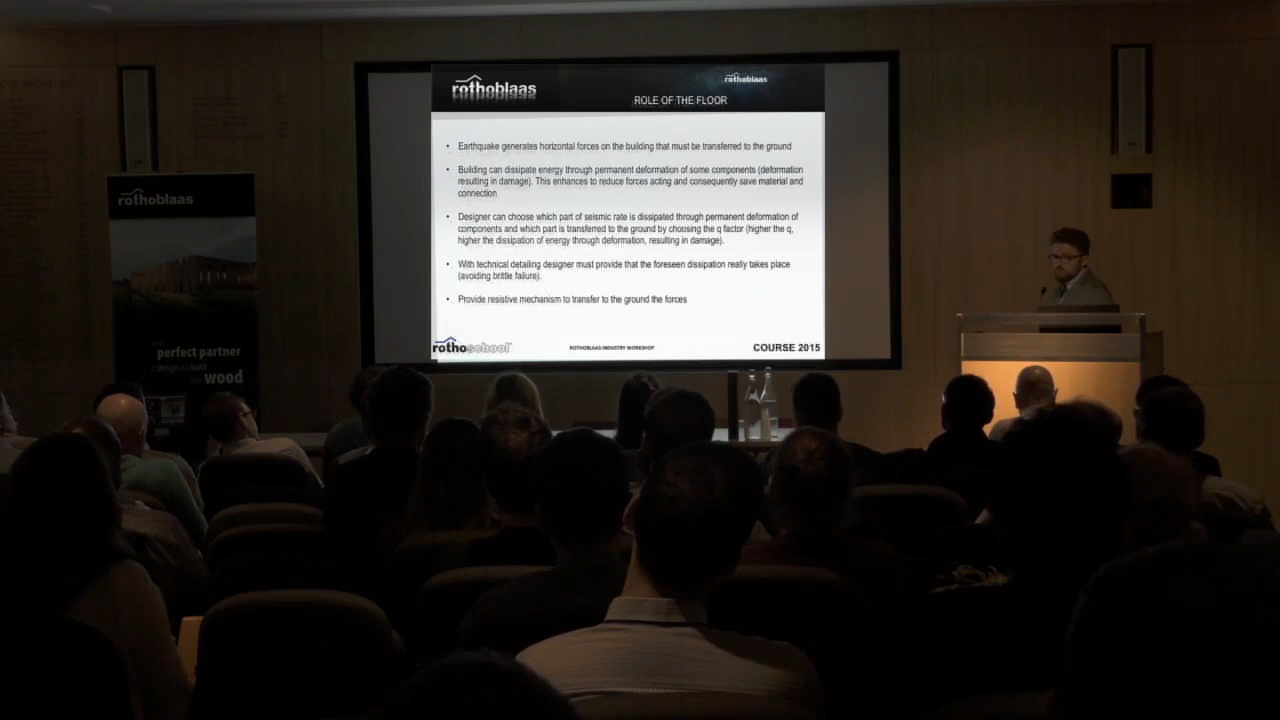 rothoblaas
rothoblaas
ROLE OF THE FLOOR
• Earthquake generates horizontal forces on the building that must be transferred to the ground
• Building can dissipate energy through permanent deformation of some components (deformation
resulting in damage). This enhances to reduce forces acting and consequently save material and
connection
• Designer can choose which part of seismic rate is dissipated through permanent deformation of
components and which part is transferred to the ground by choosing the q factor (higher the q,
higher the dissipation of energy through deformation, resulting in damage).
• With technical detailing designer must provide that the foreseen dissipation really takes place
(avoiding brittle failure).
• Provide resistive mechanism to transfer to the ground the forces
rothoschool
ROTHOBLAAS INDUSTRY WORKSHOP
COURSE 2015
rothoblaas
perfect partner
design and build
wood